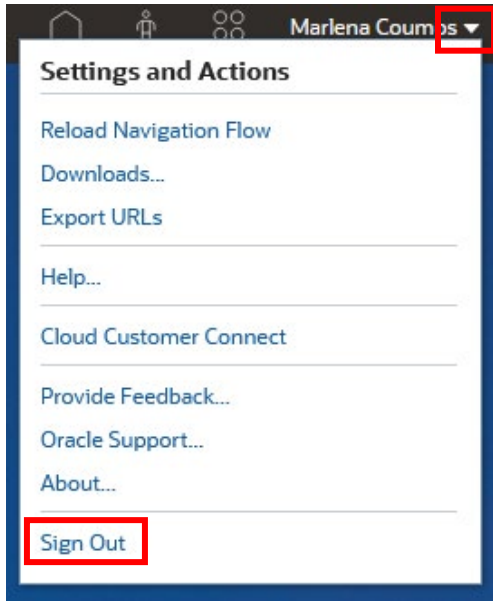 Marlena Coumbs
Settings and Actions
Reload Navigation Flow
Downloads...
Export URLs
Help...
Cloud Customer Connect
Provide Feedback...
Oracle Support...
About...
Sign Out